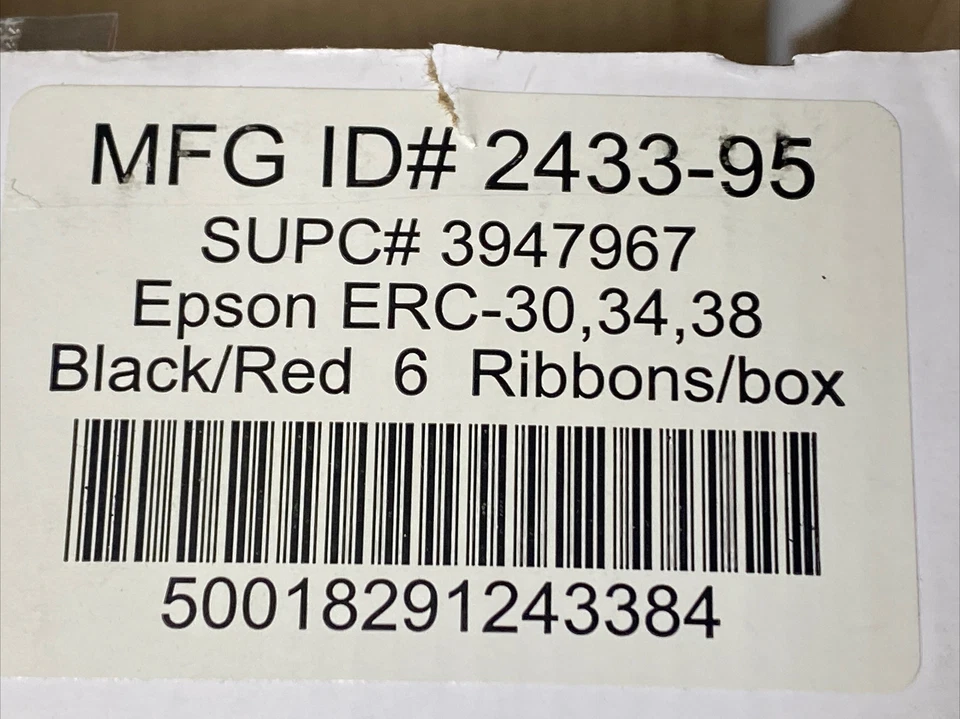 MFG ID# 2433-95
SUPC# 3947967
Epson ERC-30,34,38
Black/Red 6 Ribbons/box
50018291243384